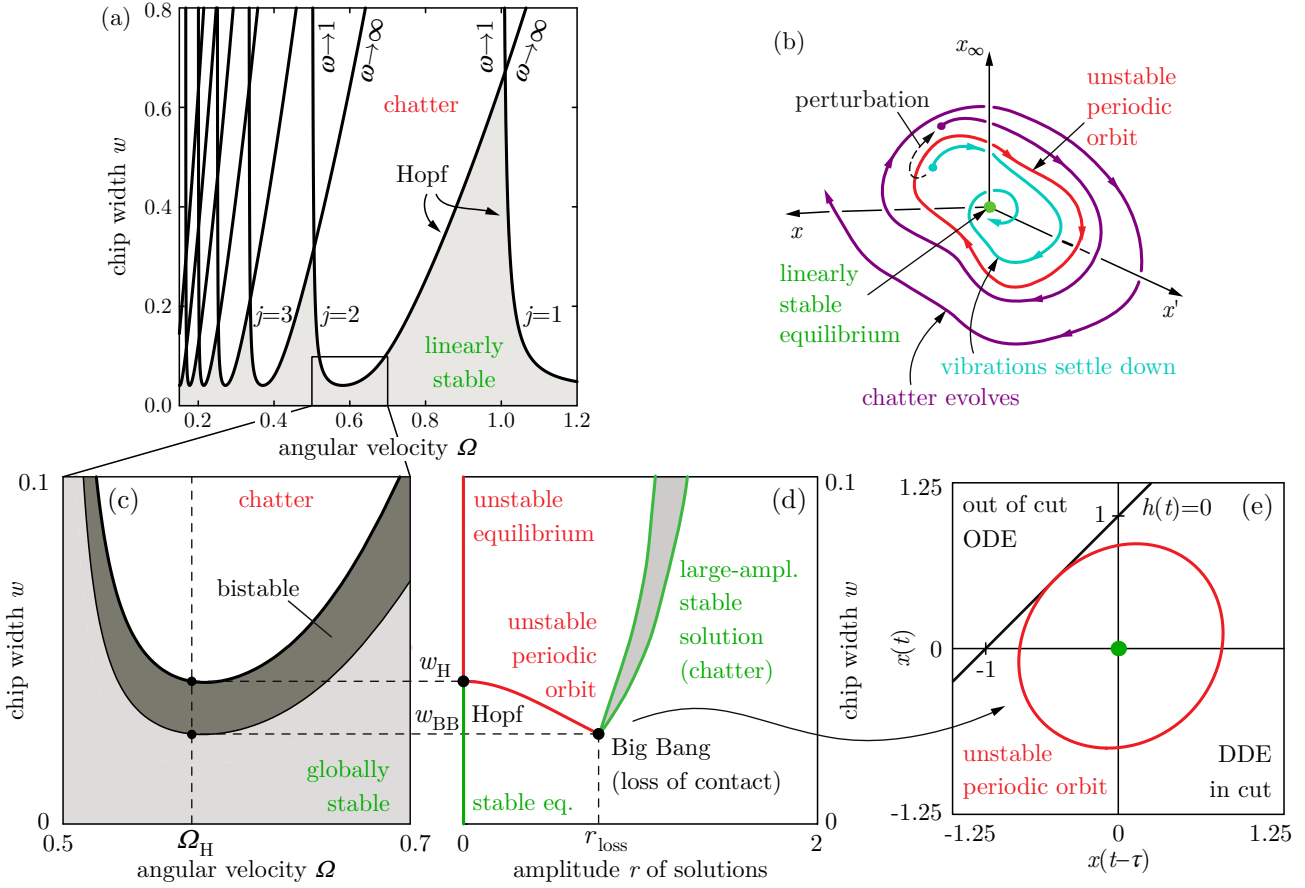 (a)
0.8
0.6
0.4
0.2
0.0
chip width w
ω→1
ω→∞
ω→1
ω→∞
chatter
Hopf
j=3
j=2
j=1
linearly
stable
0.2
0.4
0.6
0.8
1.0
1.2
angular velocity Ω
(b)
x∞
perturbation
unstable
periodic
orbit
x
x'
linearly
stable
equilibrium
vibrations settle down
chatter evolves
0.1
(c)
chatter
bistable
chip width w
globally
stable
0
0.5
Ω_H
0.7
angular velocity Ω
w_H
w_BB
unstable
equilibrium
(d)
0.1
large-ampl.
stable
solution
(chatter)
unstable
periodic
orbit
Hopf
Big Bang
(loss of contact)
stable eq.
chip width w
0
0
r_loss
2
amplitude r of solutions
1.25
out of cut
ODE
1
h(t)=0
(e)
x(t)
0
-1
unstable
periodic orbit
DDE
in cut
-1.25
-1.25
0
1.25
x(t-τ)